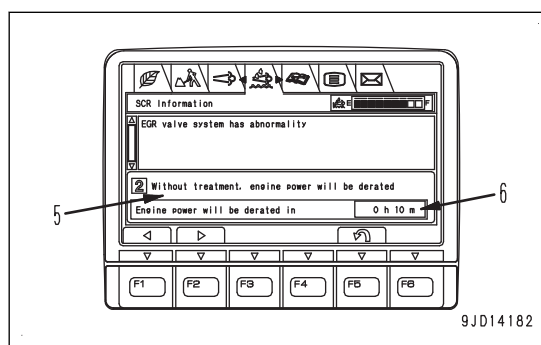 SCR Information
E F
EGR valve system has abnormality
2 Without treatment, engine power will be derated
Engine power will be derated in 0 h 10 m
5
6
F1 F2 F3 F4 F5 F6
9JD14182